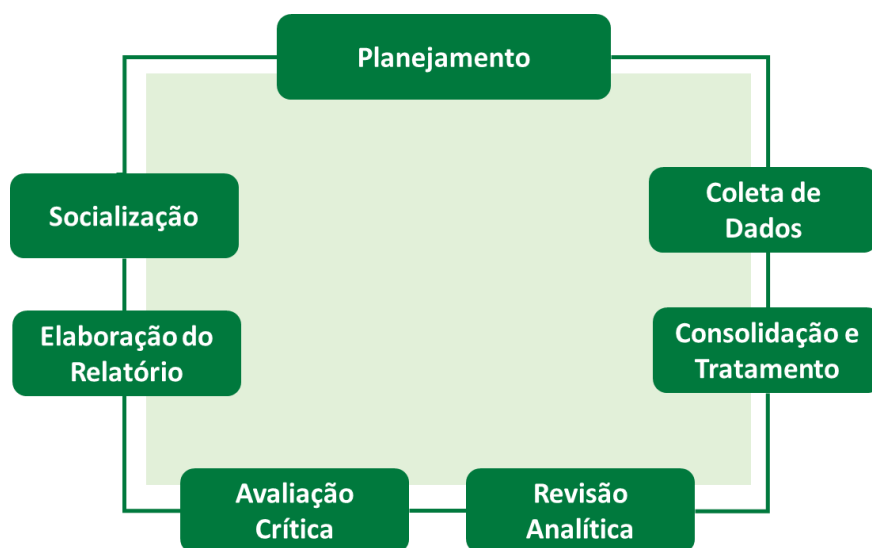 Planejamento
Coleta de
Dados
Socialização
Consolidação e
Tratamento
Elaboração do
Relatório
Avaliação
Crítica
Revisão
Analítica